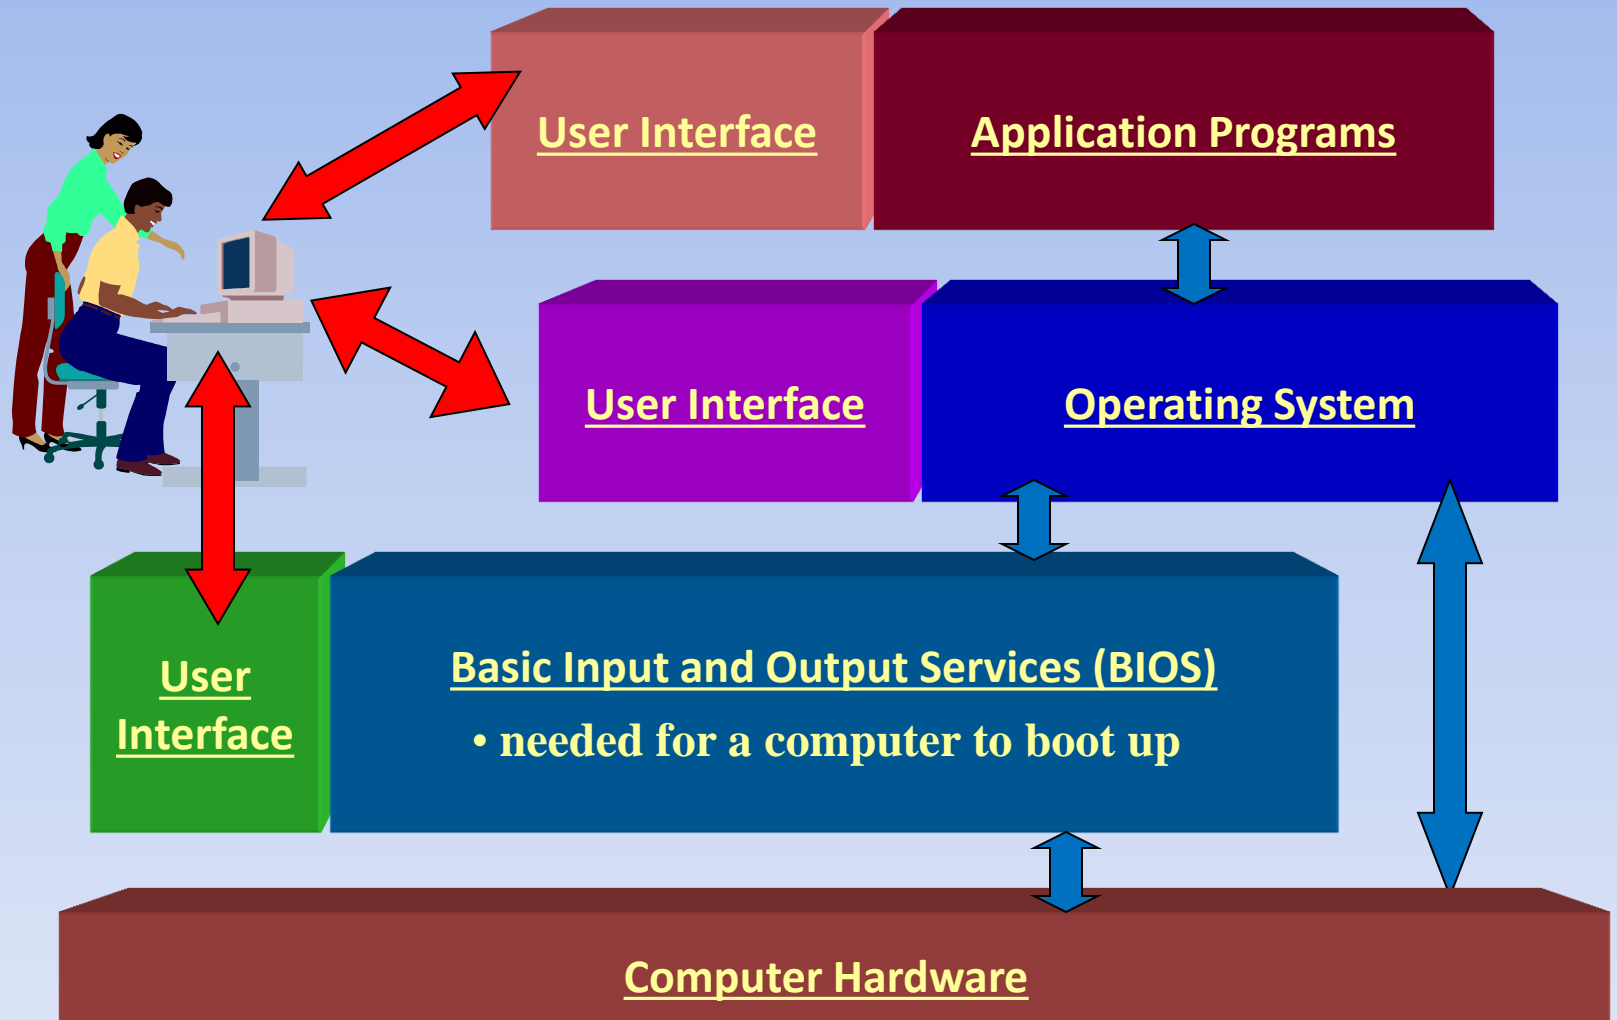 User Interface
Application Programs
User Interface
Operating System
User
Interface
Basic Input and Output Services (BIOS)
• needed for a computer to boot up
Computer Hardware